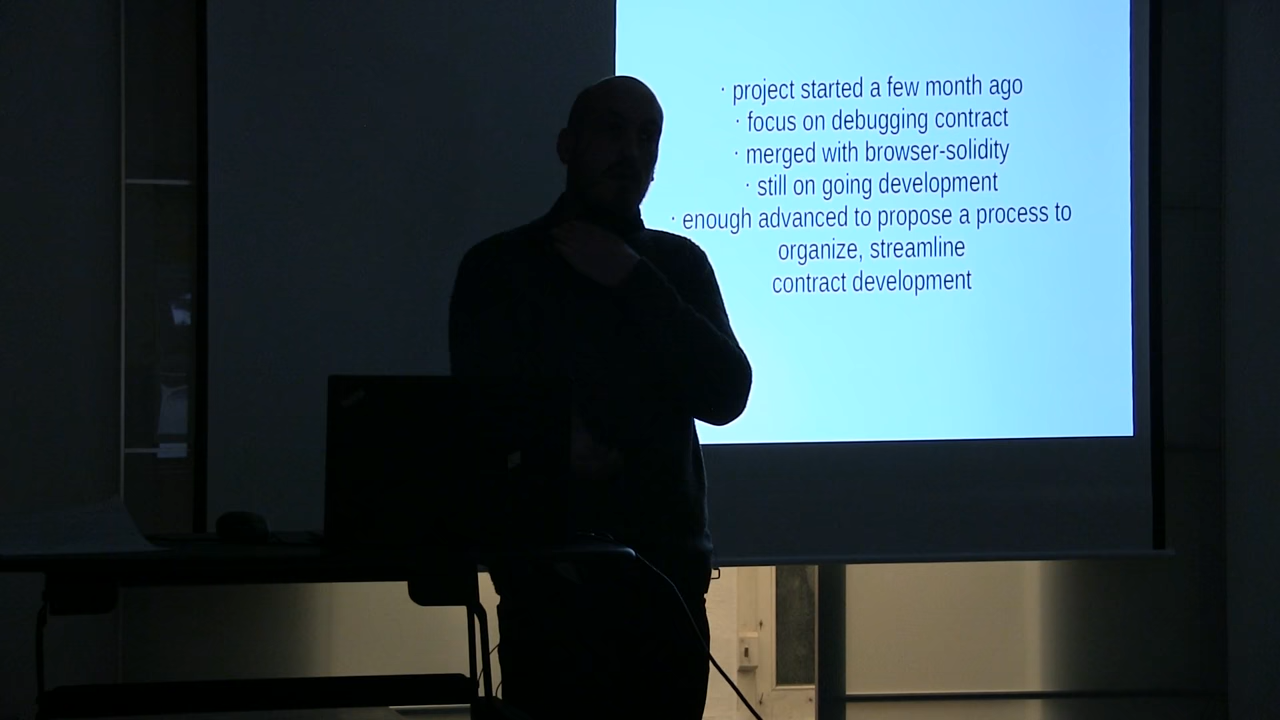 · project started a few month ago
· focus on debugging contract
· merged with browser-solidity
· still on going development
· enough advanced to propose a process to
organize, streamline
contract development